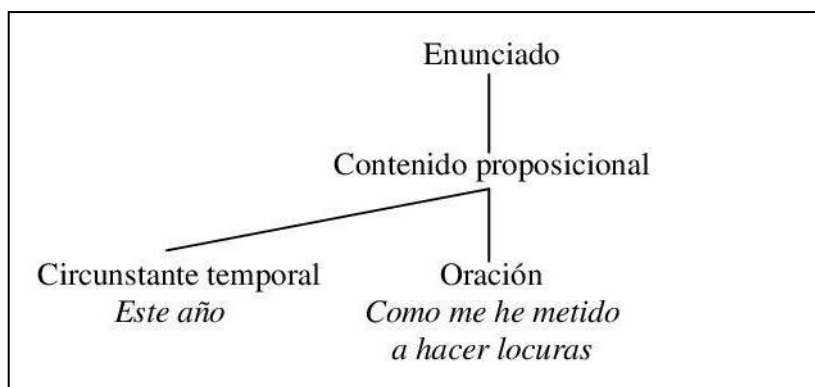 Enunciado
Contenido proposicional
Circunstante temporal
Este año
Oración
Como me he metido
a hacer locuras